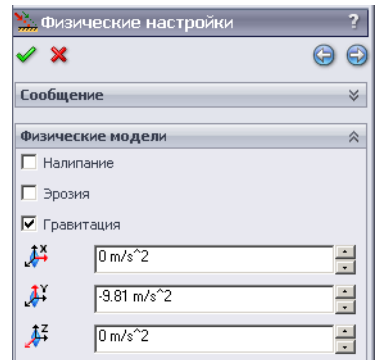 Физические настройки ?
Сообщение
Физические модели
Налипание
Эрозия
Гравитация
X 0 m/s^2
Y -9.81 m/s^2
Z 0 m/s^2